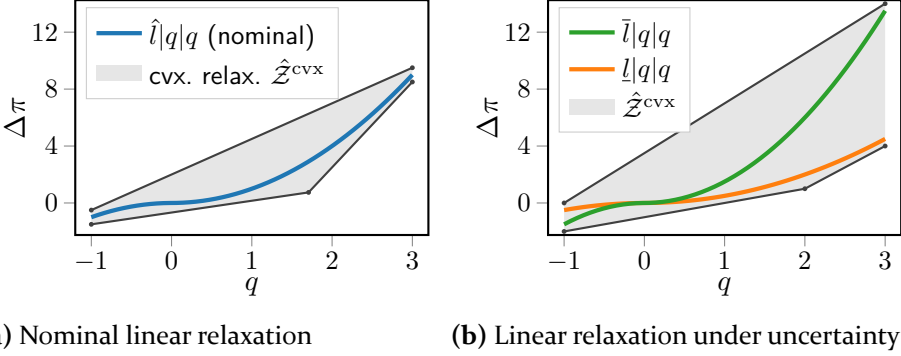 12
8
4
0
Δπ
l̂|q|q (nominal)
cvx. relax. 𝒵̂^cvx
−1 0 1 2 3
q
12
8
4
0
Δπ
l̄|q|q
l̲|q|q
𝒵̂^cvx
−1 0 1 2 3
q
) Nominal linear relaxation
(b) Linear relaxation under uncertainty